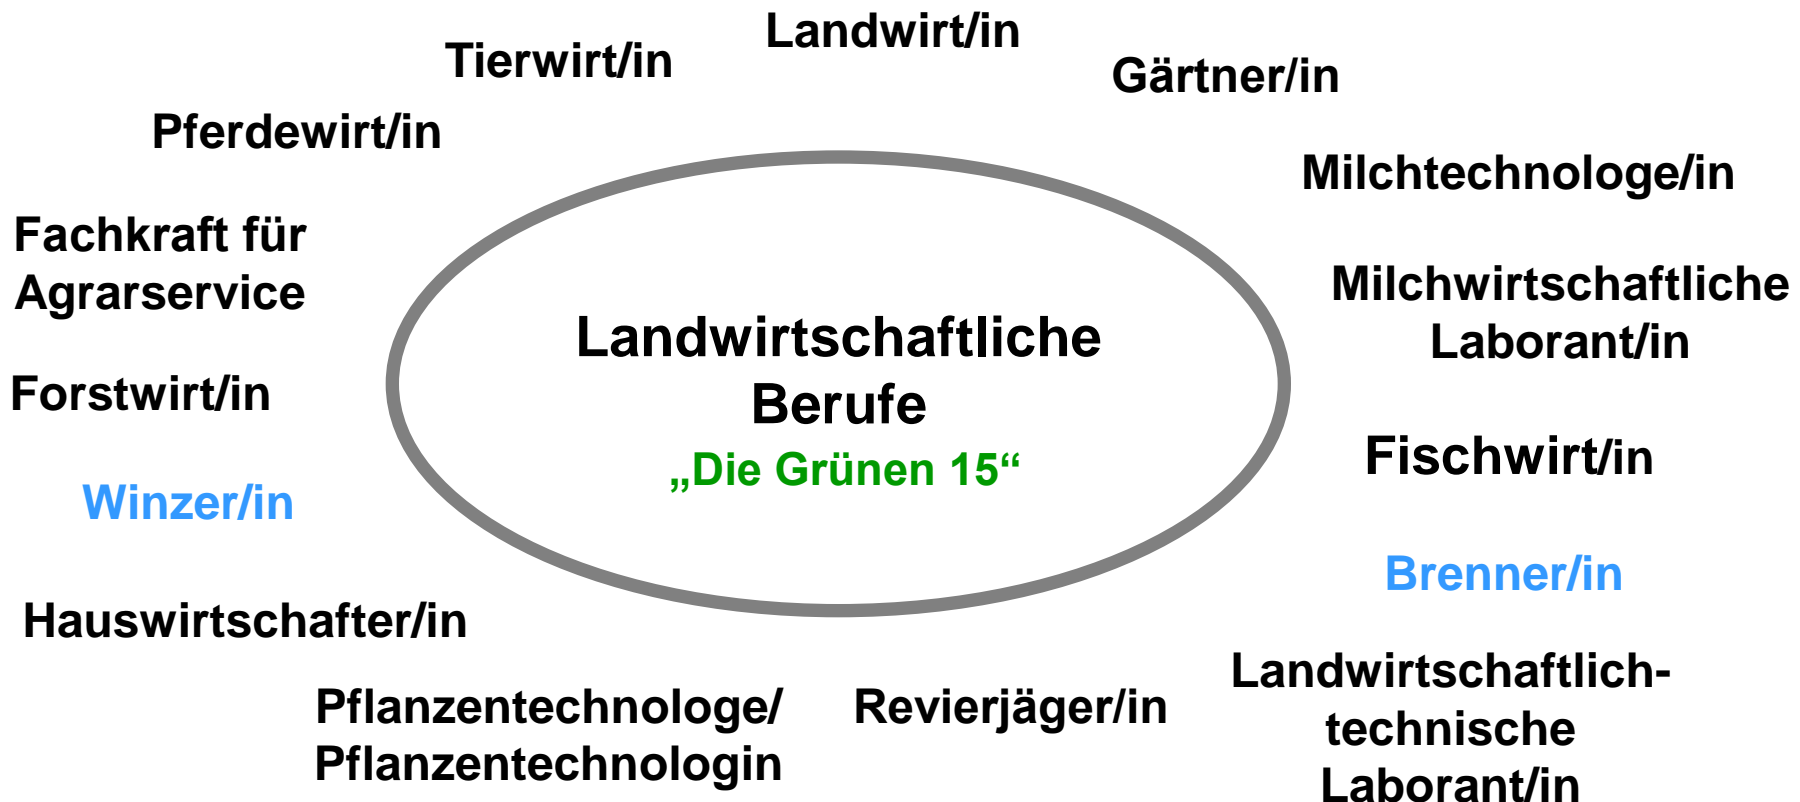 Landwirt/in
Tierwirt/in
Gärtner/in
Pferdewirt/in
Milchtechnologe/in
Fachkraft für
Agrarservice
Milchwirtschaftliche
Laborant/in
Landwirtschaftliche
Berufe
„Die Grünen 15“
Forstwirt/in
Fischwirt/in
Winzer/in
Brenner/in
Hauswirtschafter/in
Landwirtschaftlich-
technische
Laborant/in
Pflanzentechnologe/
Pflanzentechnologin
Revierjäger/in